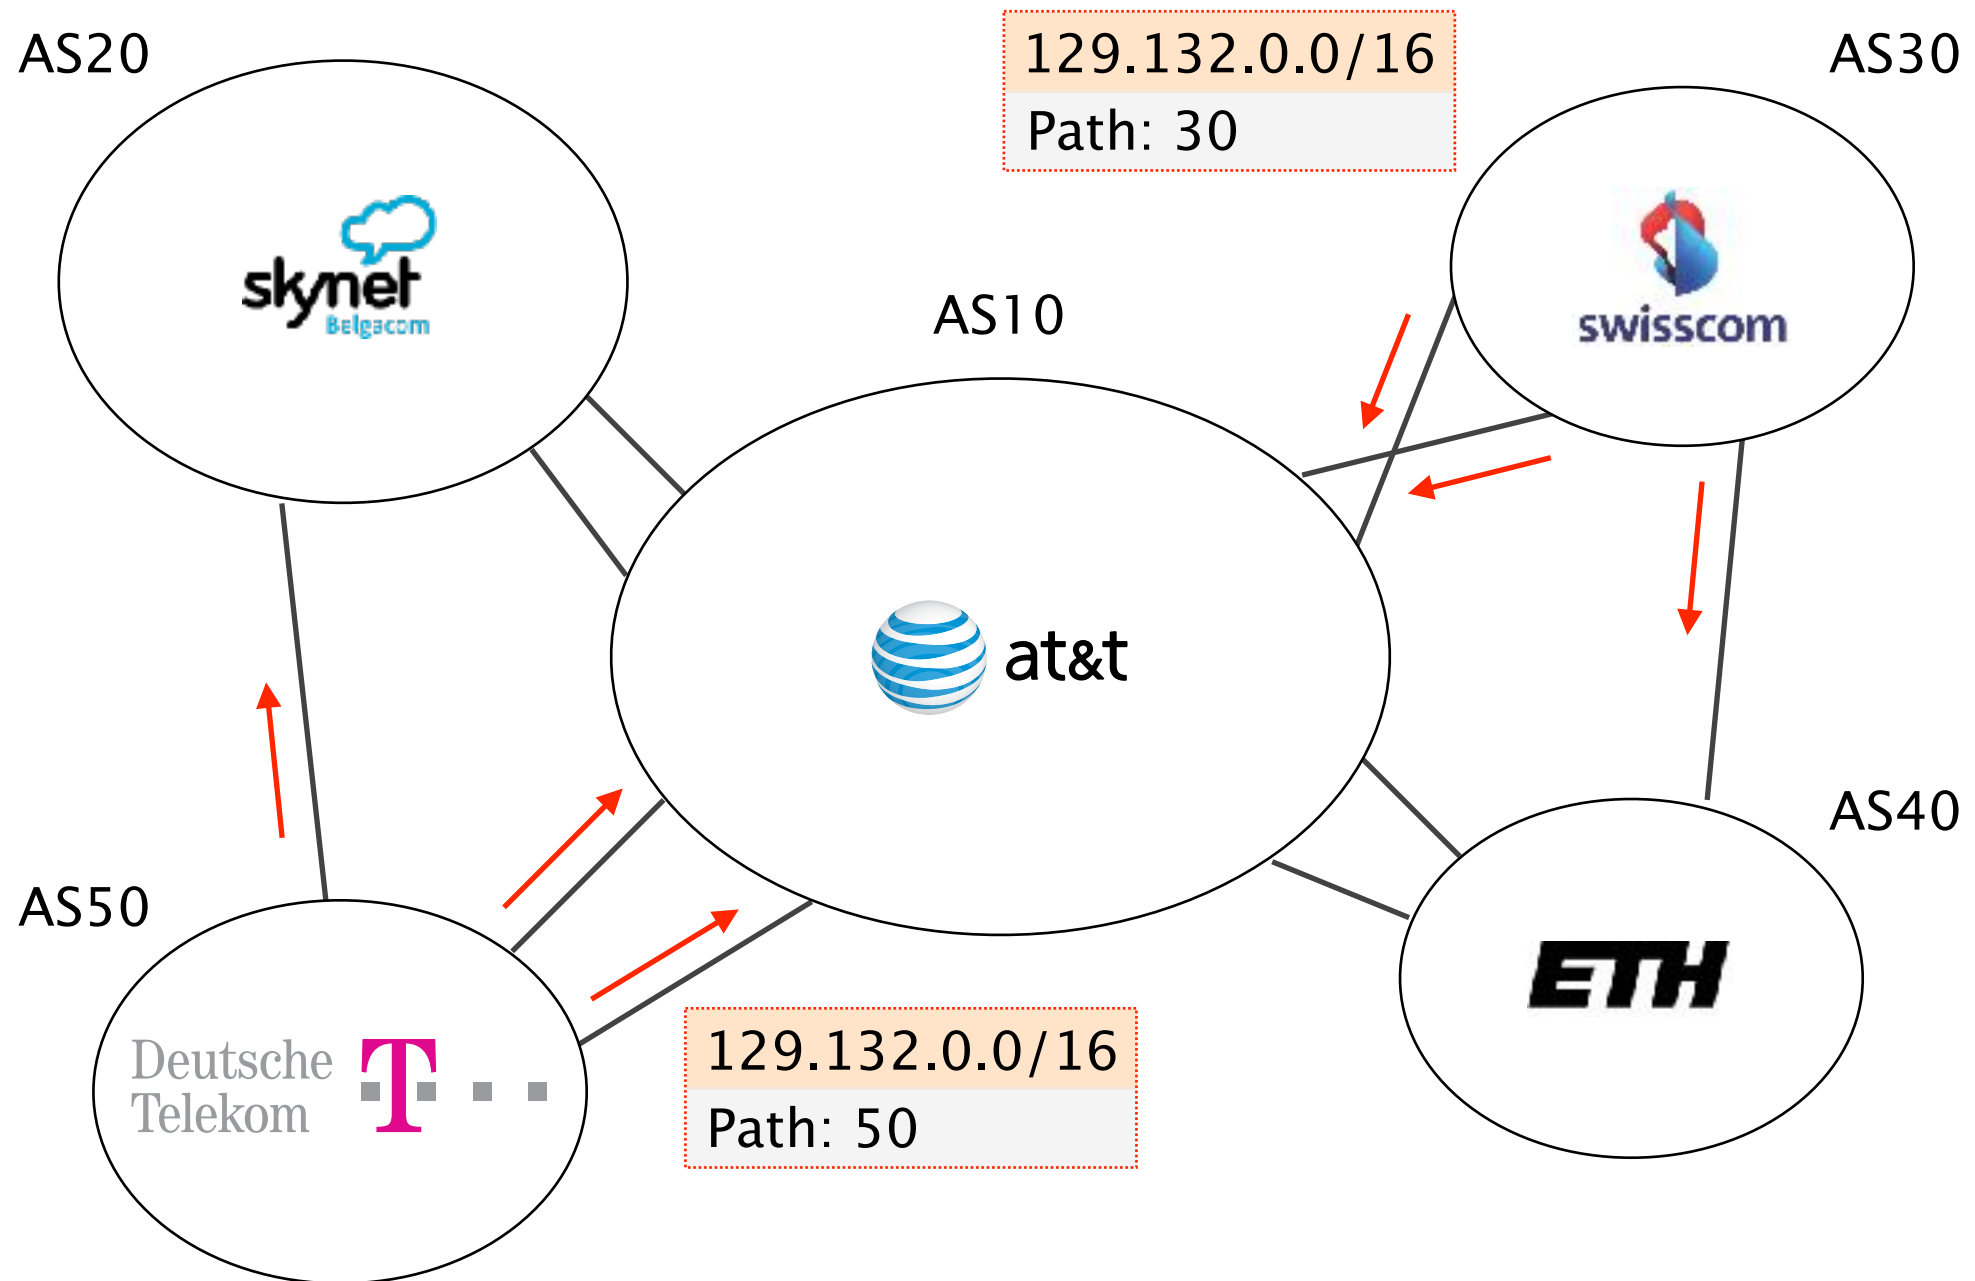 AS20
129.132.0.0/16
Path: 30
AS30
skynet
Belgacom
AS10
swisscom
at&t
AS40
AS50
ETH
Deutsche
Telekom
T
129.132.0.0/16
Path: 50